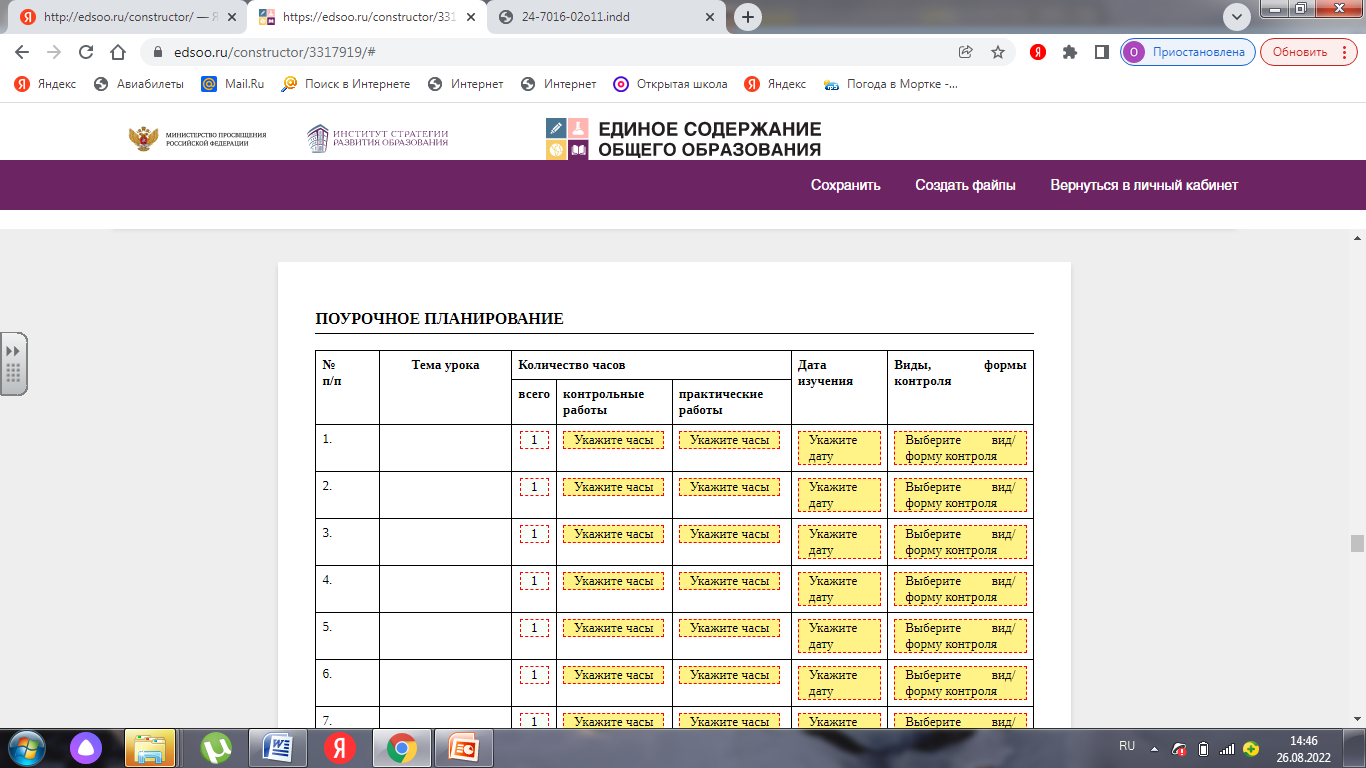 http://edsoo.ru/constructor/ — Я
https://edsoo.ru/constructor/331
24-7016-02o11.indd
edsoo.ru/constructor/3317919/#
О Приостановлена
Обновить
Яндекс Авиабилеты Mail.Ru Поиск в Интернете Интернет Интернет Открытая школа Яндекс Погода в Мортке -...
МИНИСТЕРСТВО ПРОСВЕЩЕНИЯ
РОССИЙСКОЙ ФЕДЕРАЦИИ
ИНСТИТУТ СТРАТЕГИИ
РАЗВИТИЯ ОБРАЗОВАНИЯ
ЕДИНОЕ СОДЕРЖАНИЕ
ОБЩЕГО ОБРАЗОВАНИЯ
Сохранить Создать файлы Вернуться в личный кабинет
ПОУРОЧНОЕ ПЛАНИРОВАНИЕ
№ Тема урока Количество часов Дата Виды, формы
п/п изучения контроля
всего контрольные практические
работы работы
1. 1 Укажите часы Укажите часы Укажите Выберите вид/
дату форму контроля
2. 1 Укажите часы Укажите часы Укажите Выберите вид/
дату форму контроля
3. 1 Укажите часы Укажите часы Укажите Выберите вид/
дату форму контроля
4. 1 Укажите часы Укажите часы Укажите Выберите вид/
дату форму контроля
5. 1 Укажите часы Укажите часы Укажите Выберите вид/
дату форму контроля
6. 1 Укажите часы Укажите часы Укажите Выберите вид/
дату форму контроля
7. 1 Укажите часы Укажите часы Укажите Выберите вид/
RU
14:46
26.08.2022